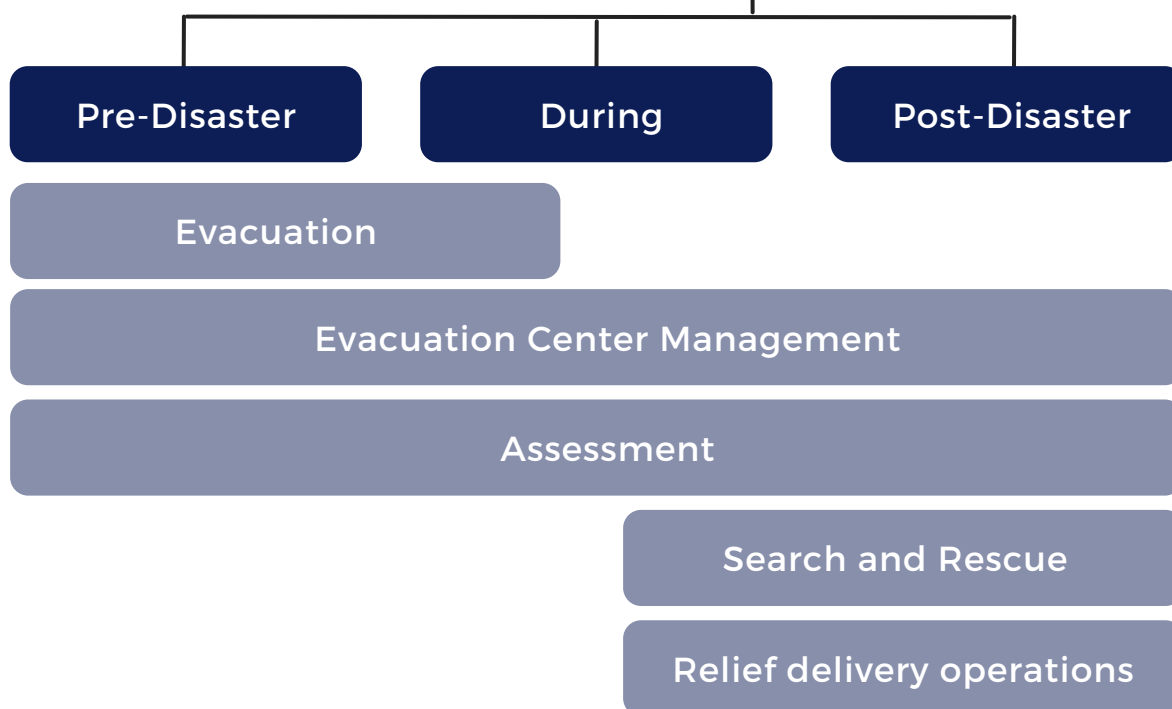 Pre-Disaster
During
Post-Disaster
Evacuation
Evacuation Center Management
Assessment
Search and Rescue
Relief delivery operations